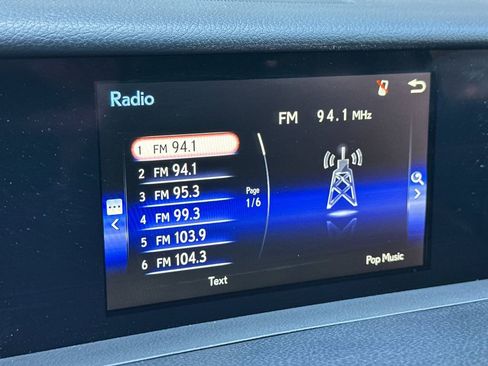 Radio
FM 94.1 MHz
1 FM 94.1
2 FM 94.1
3 FM 95.3
4 FM 99.3
5 FM 103.9
6 FM 104.3
Page
1/6
Text
Pop Music